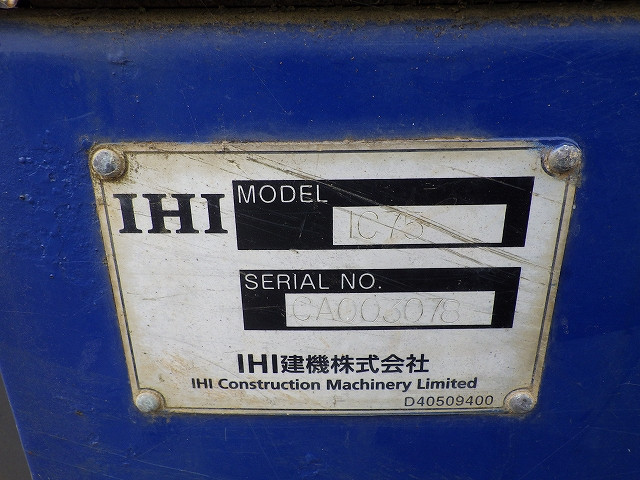 IHI
MODEL
IC75
SERIAL NO.
CA003078
IHI建機株式会社
IHI Construction Machinery Limited
D40509400